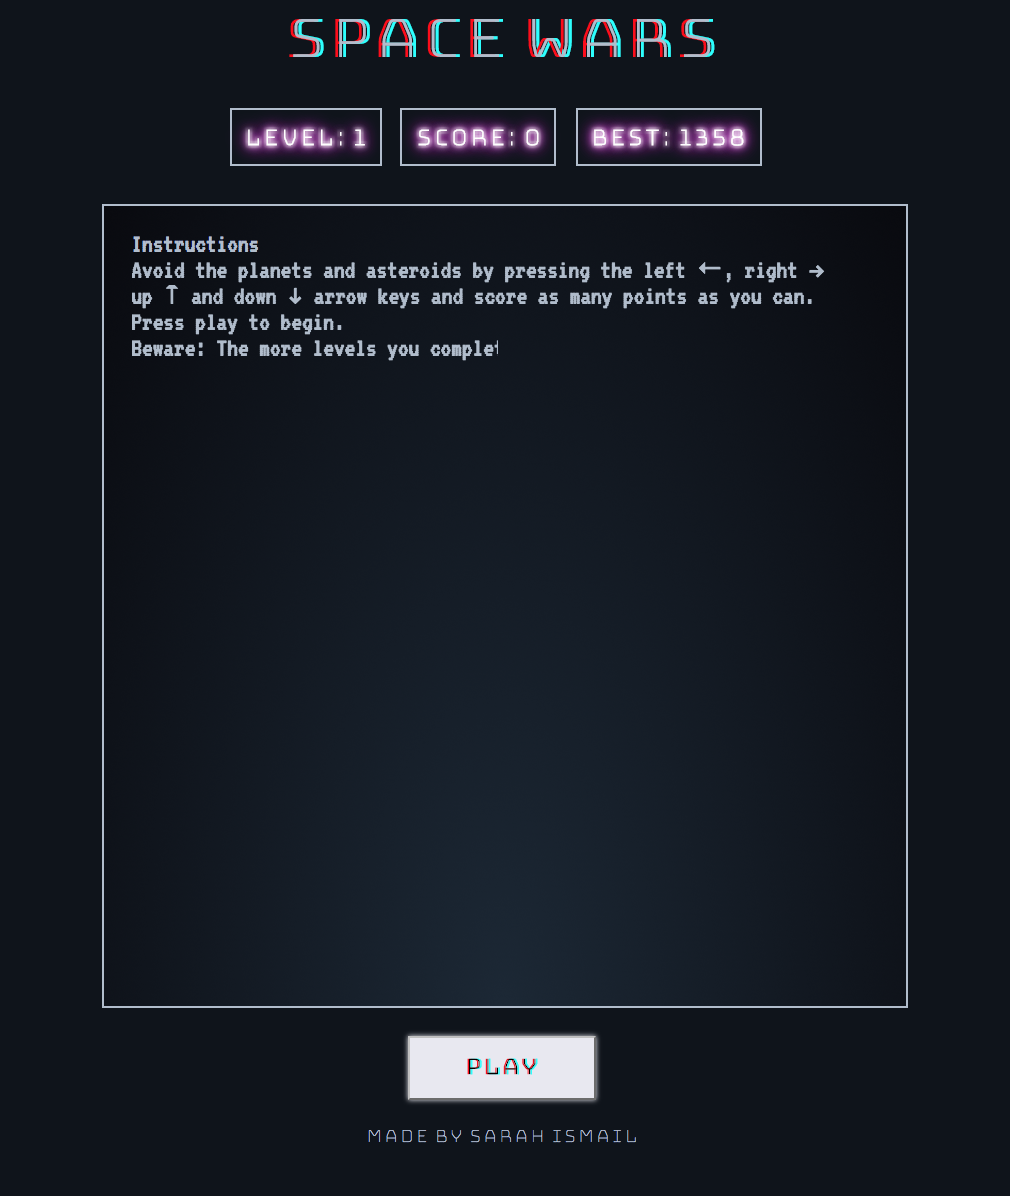 SPACE WARS
LEVEL: 1
SCORE: 0
BEST: 1358
Instructions
Avoid the planets and asteroids by pressing the left ←, right →
up ↑ and down ↓ arrow keys and score as many points as you can.
Press play to begin.
Beware: The more levels you complet
PLAY
MADE BY SARAH ISMAIL